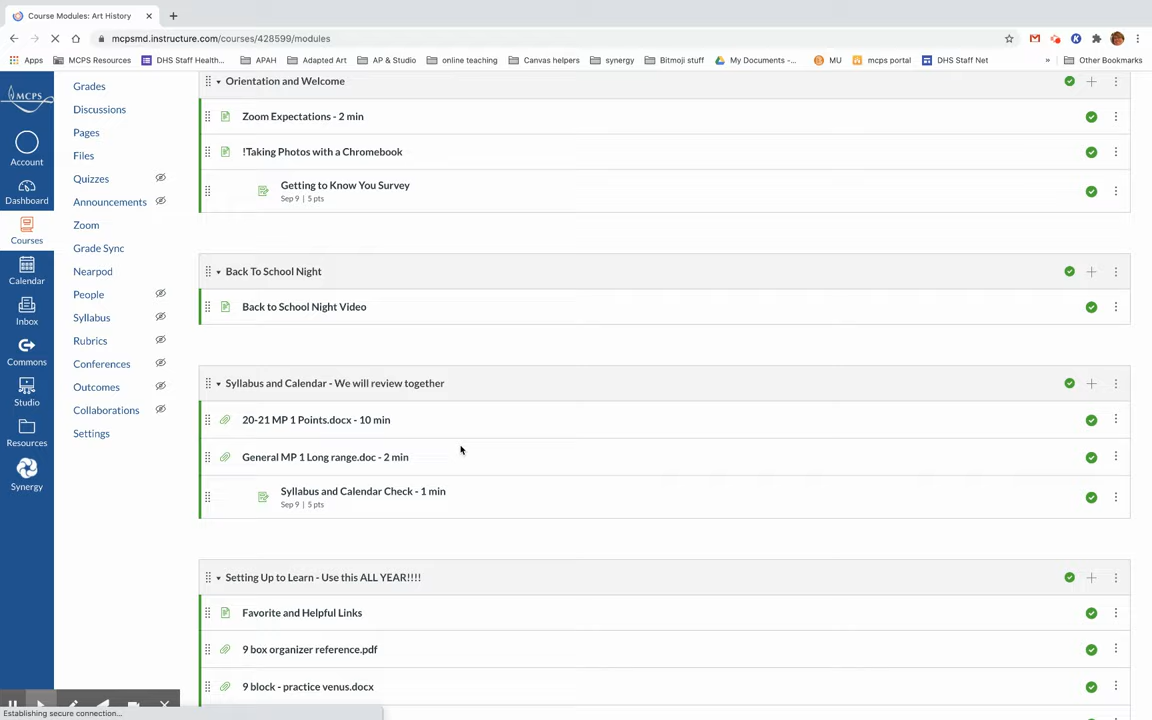 Course Modules: Art History
mcpsmd.instructure.com/courses/428599/modules
Apps MCPS Resources DHS Staff Health... APAH Adapted Art AP & Studio online teaching Canvas helpers synergy Bitmoji stuff My Documents -... MU mcps portal DHS Staff Net » Other Bookmarks
MCPS
Account
Dashboard
Courses
Calendar
Inbox
Commons
Studio
Resources
Synergy
Grades
Discussions
Pages
Files
Quizzes
Announcements
Zoom
Grade Sync
Nearpod
People
Syllabus
Rubrics
Conferences
Outcomes
Collaborations
Settings
Orientation and Welcome
Zoom Expectations - 2 min
!Taking Photos with a Chromebook
Getting to Know You Survey
Sep 9 | 5 pts
Back To School Night
Back to School Night Video
Syllabus and Calendar - We will review together
20-21 MP 1 Points.docx - 10 min
General MP 1 Long range.doc - 2 min
Syllabus and Calendar Check - 1 min
Sep 9 | 5 pts
Setting Up to Learn - Use this ALL YEAR!!!!
Favorite and Helpful Links
9 box organizer reference.pdf
9 block - practice venus.docx
Establishing secure connection...